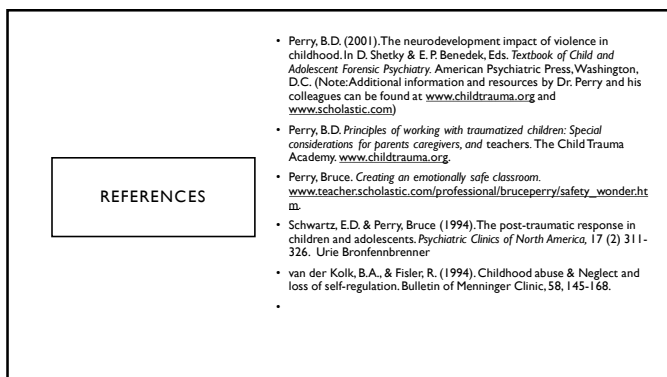 REFERENCES
• Perry, B.D. (2001). The neurodevelopment impact of violence in
childhood. In D. Shetky & E. P. Benedek, Eds. Textbook of Child and
Adolescent Forensic Psychiatry. American Psychiatric Press, Washington,
D.C. (Note: Additional information and resources by Dr. Perry and his
colleagues can be found at www.childtrauma.org and
www.scholastic.com)
• Perry, B.D. Principles of working with traumatized children: Special
considerations for parents caregivers, and teachers. The Child Trauma
Academy. www.childtrauma.org.
• Perry, Bruce. Creating an emotionally safe classroom.
www.teacher.scholastic.com/professional/bruceperry/safety_wonder.ht
m.
• Schwartz, E.D. & Perry, Bruce (1994). The post-traumatic response in
children and adolescents. Psychiatric Clinics of North America, 17 (2) 311-
326. Urie Bronfennbrenner
• van der Kolk, B.A., & Fisler, R. (1994). Childhood abuse & Neglect and
loss of self-regulation. Bulletin of Menninger Clinic, 58, 145-168.
•